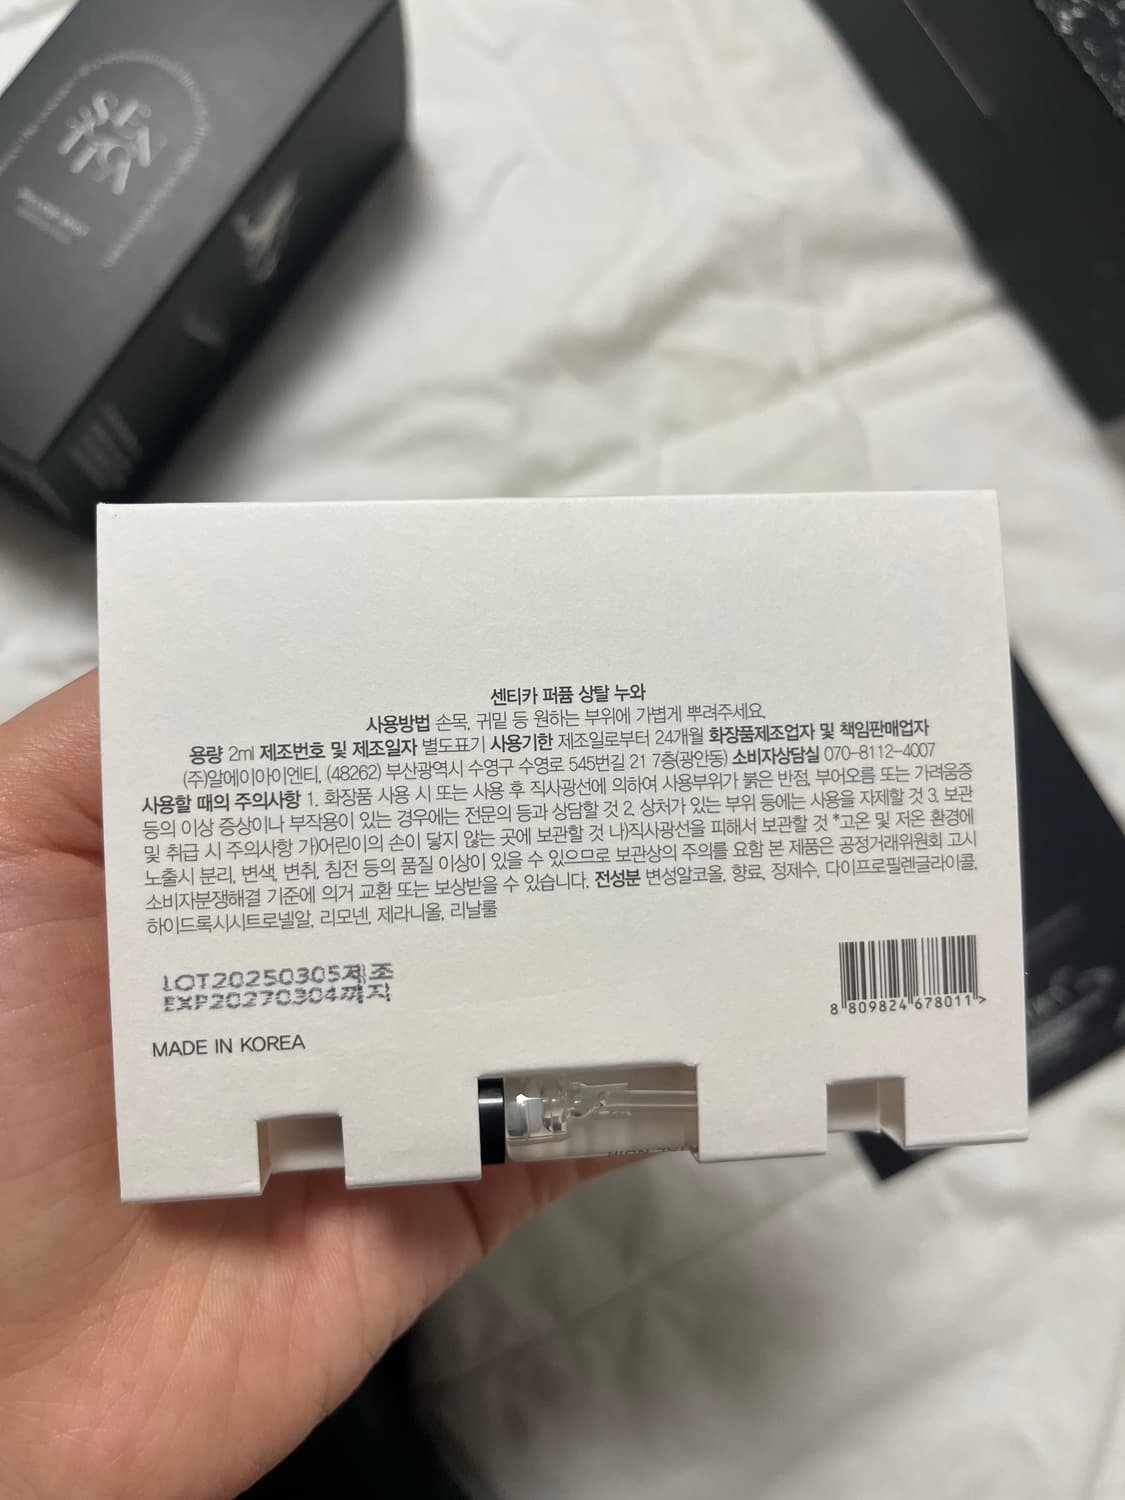 센티카 퍼퓸 상탈 누와
사용방법 손목, 귀밑 등 원하는 부위에 가볍게 뿌려주세요.
용량 2ml 제조번호 및 제조일자 별도표기 사용기한 제조일로부터 24개월 화장품제조업자 및 책임판매업자
(주)알에이아이엔티, (48262) 부산광역시 수영구 수영로 545번길 21 7층(광안동) 소비자상담실 070-8112-4007
사용할 때의 주의사항 1. 화장품 사용 시 또는 사용 후 직사광선에 의하여 사용부위가 붉은 반점, 부어오름 또는 가려움증
등의 이상 증상이나 부작용이 있는 경우에는 전문의 등과 상담할 것 2. 상처가 있는 부위 등에는 사용을 자제할 것 3. 보관
및 취급 시 주의사항 가)어린이의 손이 닿지 않는 곳에 보관할 것 나)직사광선을 피해서 보관할 것 *고온 및 저온 환경에
노출시 분리, 변색, 변취, 침전 등의 품질 이상이 있을 수 있으므로 보관상의 주의를 요함 본 제품은 공정거래위원회 고시
소비자분쟁해결 기준에 의거 교환 또는 보상받을 수 있습니다. 전성분 변성알코올, 향료, 정제수, 다이프로필렌글라이콜,
하이드록시시트로넬알, 리모넨, 제라니올, 리날룰
LOT20250305제조
EXP20270304까지
8 809824 678011 >
MADE IN KOREA